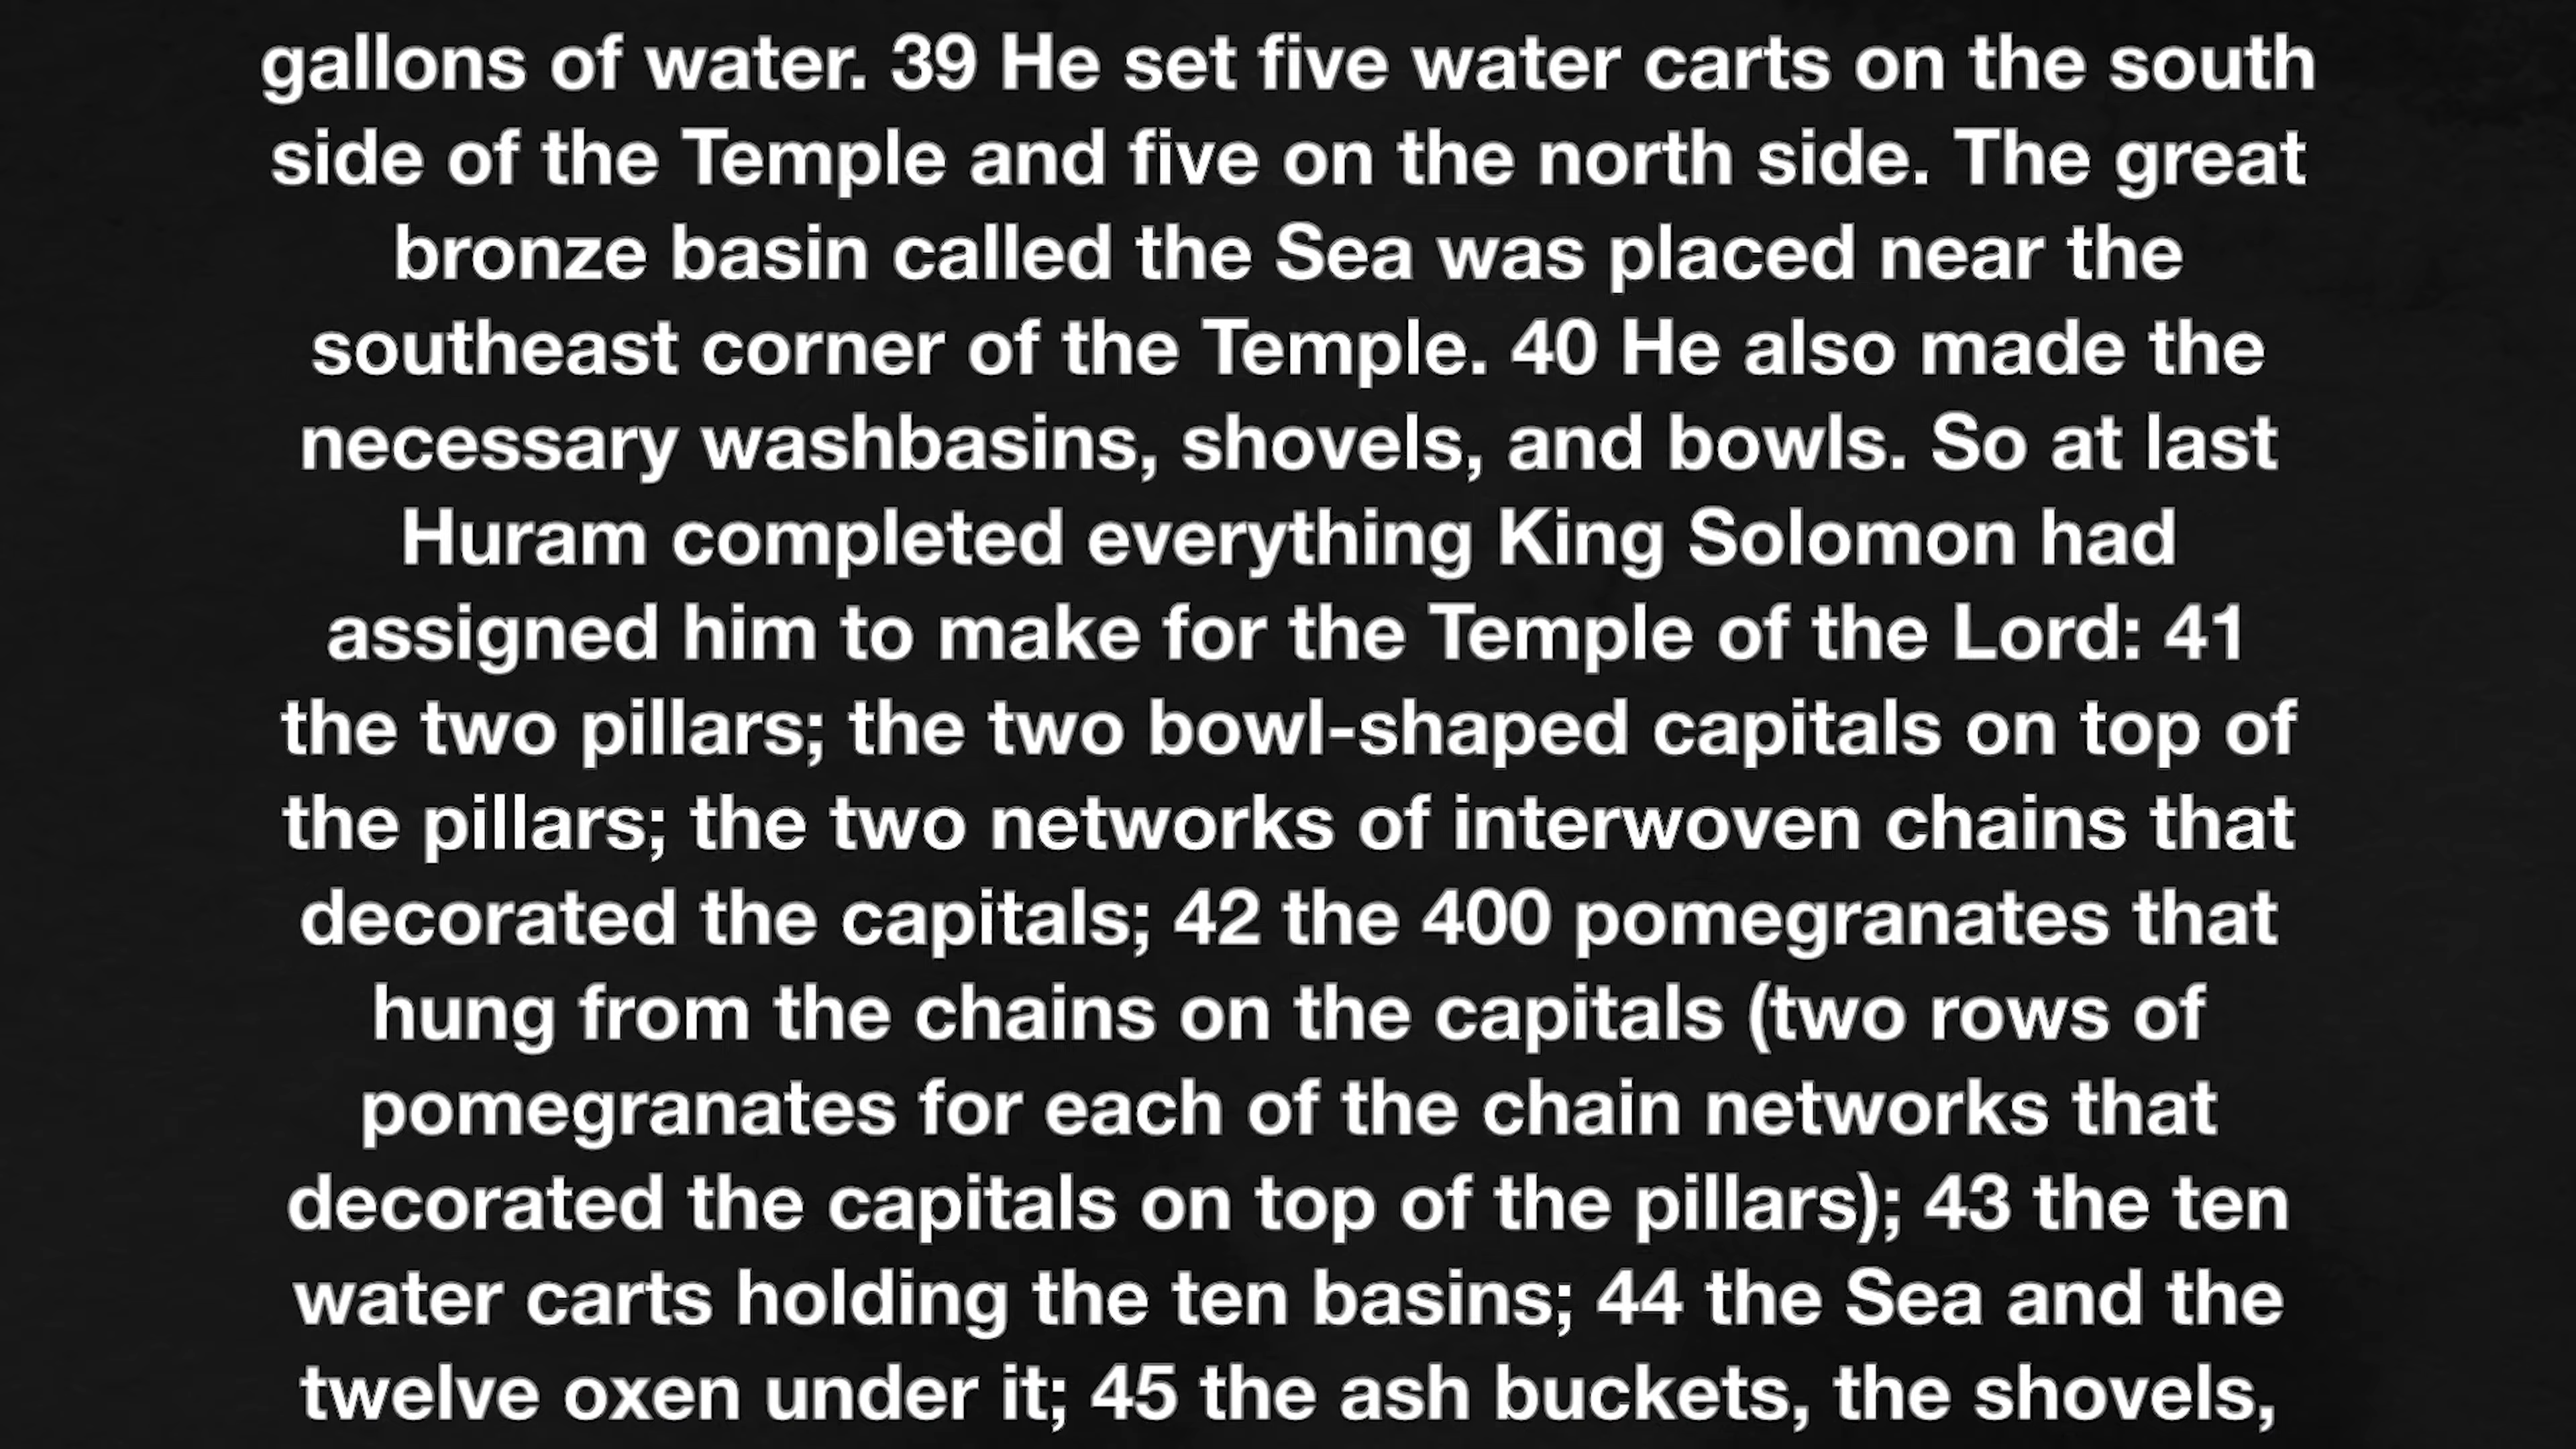 gallons of water. 39 He set five water carts on the south
side of the Temple and five on the north side. The great
bronze basin called the Sea was placed near the
southeast corner of the Temple. 40 He also made the
necessary washbasins, shovels, and bowls. So at last
Huram completed everything King Solomon had
assigned him to make for the Temple of the Lord: 41
the two pillars; the two bowl-shaped capitals on top of
the pillars; the two networks of interwoven chains that
decorated the capitals; 42 the 400 pomegranates that
hung from the chains on the capitals (two rows of
pomegranates for each of the chain networks that
decorated the capitals on top of the pillars); 43 the ten
water carts holding the ten basins; 44 the Sea and the
twelve oxen under it; 45 the ash buckets, the shovels,